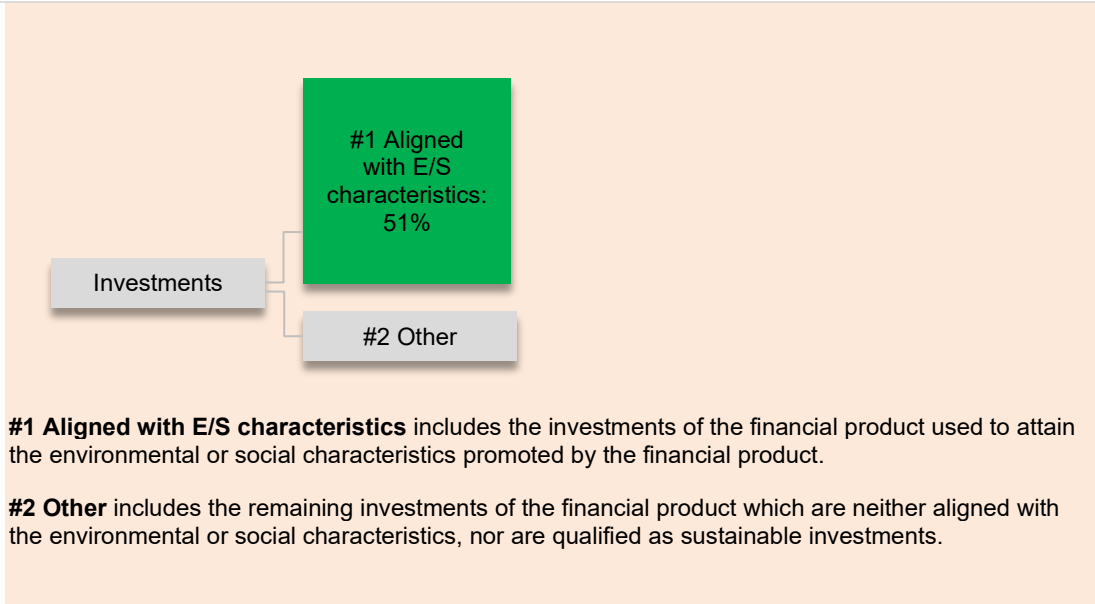 #1 Aligned
with E/S
characteristics:
51%
Investments
#2 Other
#1 Aligned with E/S characteristics includes the investments of the financial product used to attain
the environmental or social characteristics promoted by the financial product.
#2 Other includes the remaining investments of the financial product which are neither aligned with
the environmental or social characteristics, nor are qualified as sustainable investments.